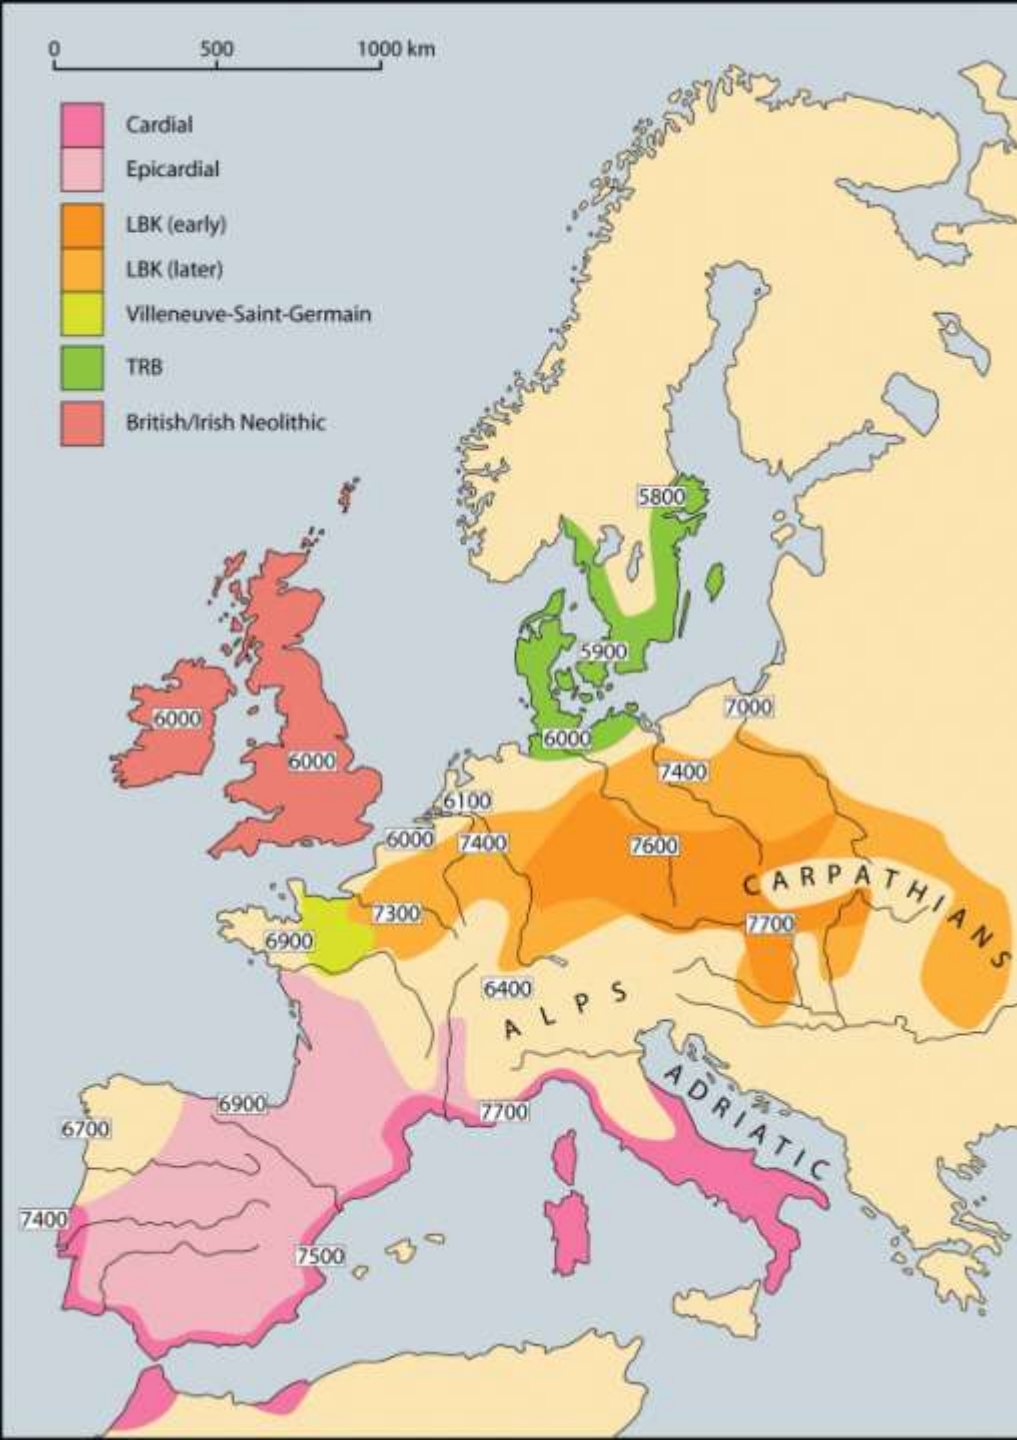 0 500 1000 km
Cardial
Epicardial
LBK (early)
LBK (later)
Villeneuve-Saint-Germain
TRB
British/Irish Neolithic
5800
5900
6000
6000
6000
7000
7400
6100
6000
7400
7600
CARPATHIANS
7300
7700
6900
6400
ALPS
ADRIATIC
6900
7700
6700
7400
7500